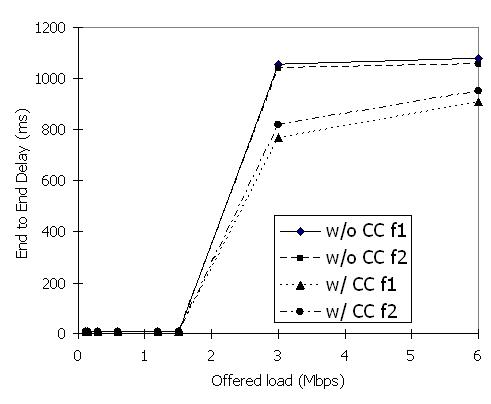 1200
1000
800
600
400
200
0
End to End Delay (ms)
w/o CC f1
w/o CC f2
w/ CC f1
w/ CC f2
0 1 2 3 4 5 6
Offered load (Mbps)